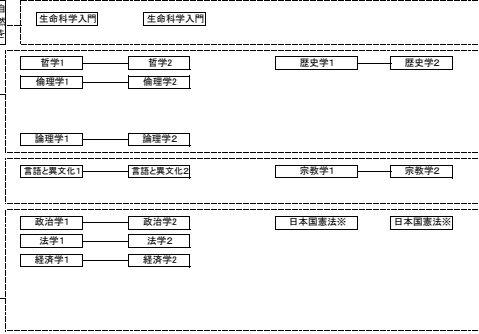 自
然
を
生命科学入門 生命科学入門
哲学1 哲学2 歴史学1 歴史学2
倫理学1 倫理学2
論理学1 論理学2
言語と異文化1 言語と異文化2 宗教学1 宗教学2
政治学1 政治学2 日本国憲法※ 日本国憲法※
法学1 法学2
経済学1 経済学2